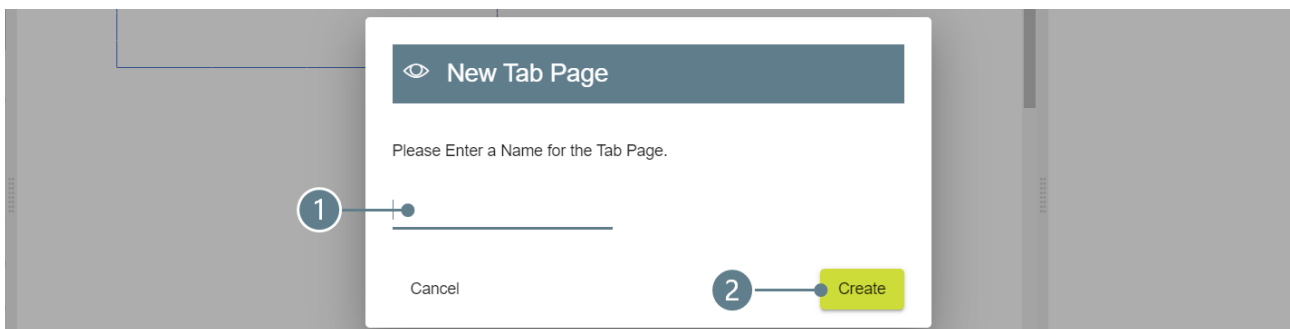 New Tab Page
Please Enter a Name for the Tab Page.
1
Cancel
2
Create